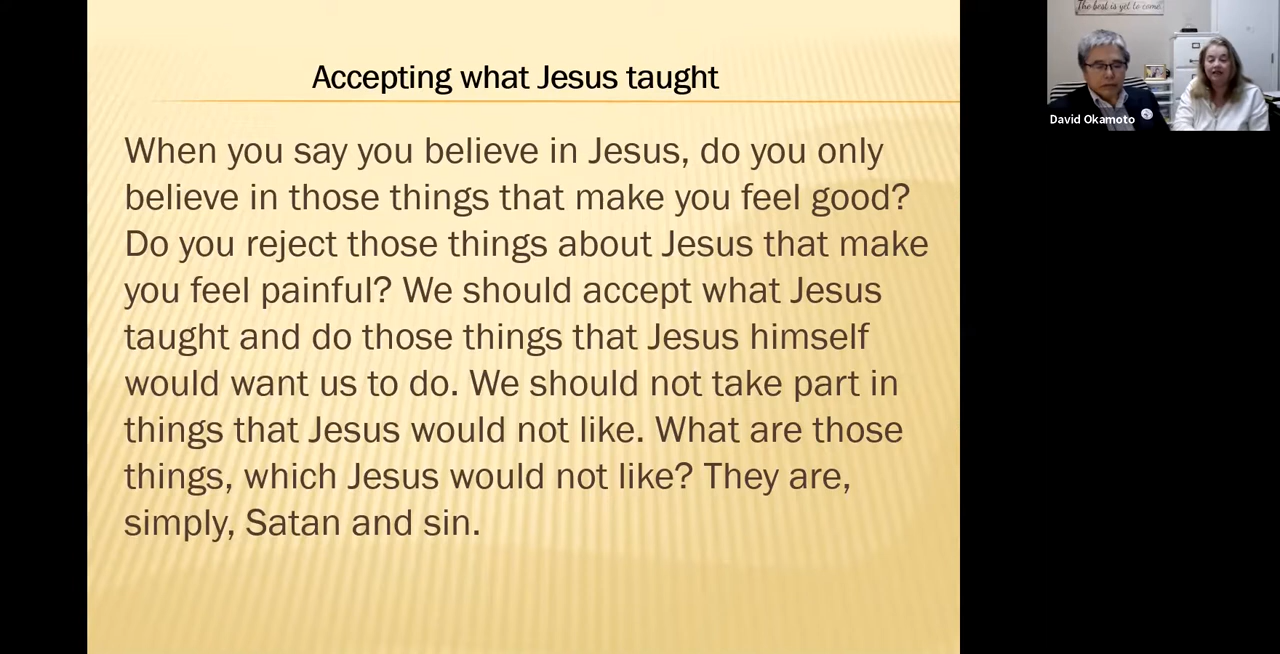 Accepting what Jesus taught
When you say you believe in Jesus, do you only
believe in those things that make you feel good?
Do you reject those things about Jesus that make
you feel painful? We should accept what Jesus
taught and do those things that Jesus himself
would want us to do. We should not take part in
things that Jesus would not like. What are those
things, which Jesus would not like? They are,
simply, Satan and sin.
The best is yet to come.
David Okamoto